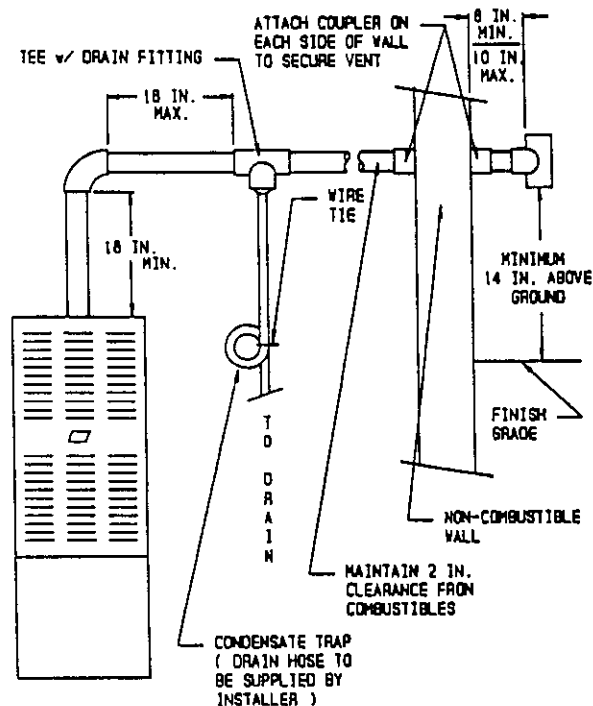 ATTACH COUPLER ON
EACH SIDE OF WALL
TO SECURE VENT
8 IN.
MIN.
10 IN.
MAX.
TEE w/ DRAIN FITTING
18 IN.
MAX.
WIRE
TIE
18 IN.
MIN.
MINIMUM
14 IN. ABOVE
GROUND
TO DRAIN
FINISH
GRADE
NON-COMBUSTIBLE
WALL
MAINTAIN 2 IN.
CLEARANCE FROM
COMBUSTIBLES
CONDENSATE TRAP
( DRAIN HOSE TO
BE SUPPLIED BY
INSTALLER )